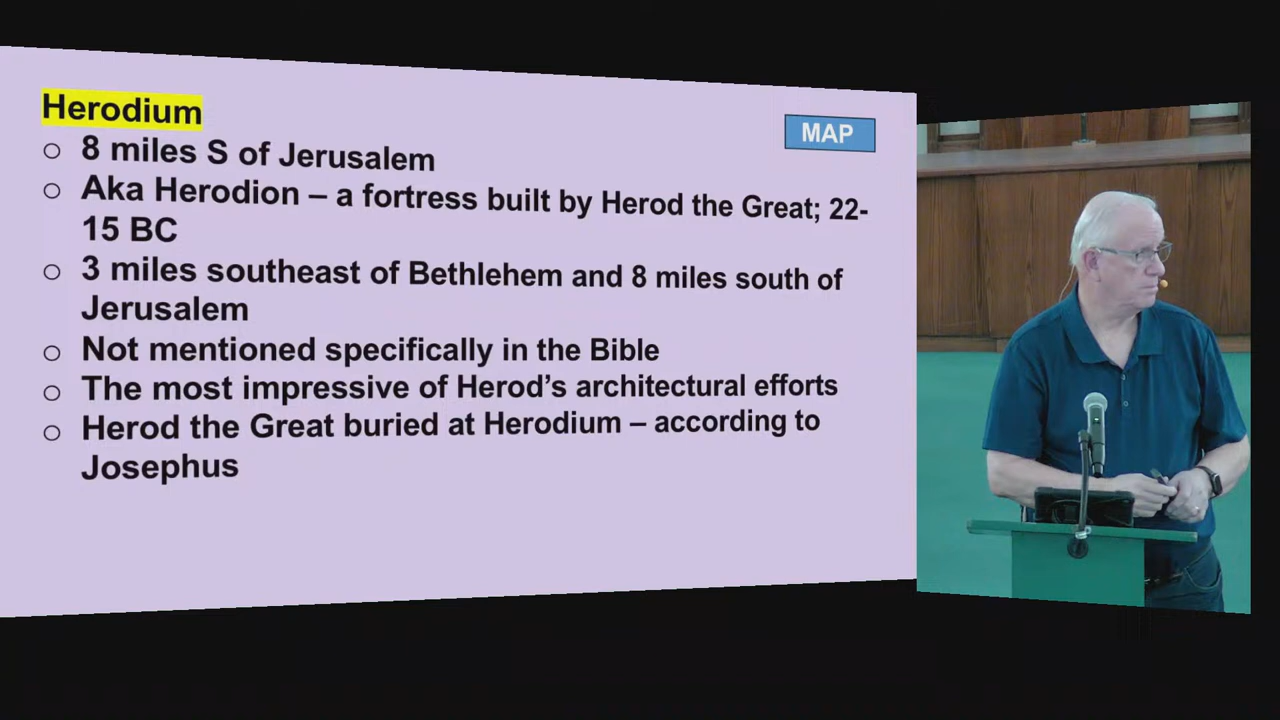 Herodium
MAP
○ 8 miles S of Jerusalem
○ Aka Herodion – a fortress built by Herod the Great; 22-
15 BC
○ 3 miles southeast of Bethlehem and 8 miles south of
Jerusalem
○ Not mentioned specifically in the Bible
○ The most impressive of Herod’s architectural efforts
○ Herod the Great buried at Herodium – according to
Josephus